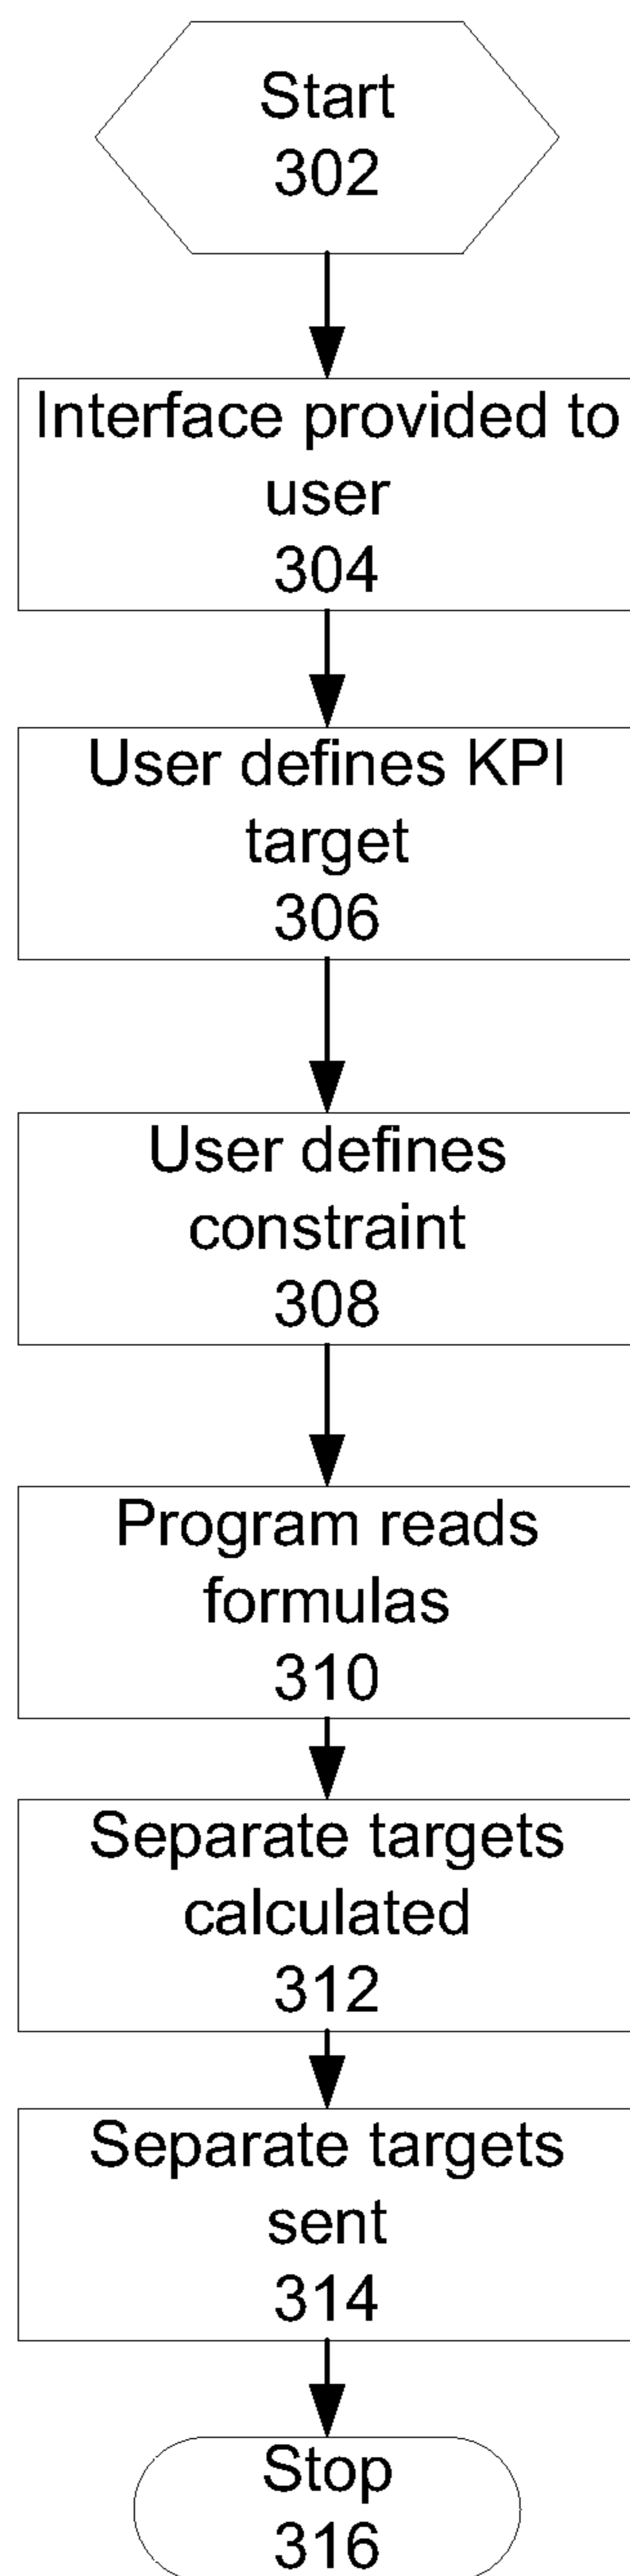 Start
302
Interface provided to
user
304
User defines KPI
target
306
User defines
constraint
308
Program reads
formulas
310
Separate targets
calculated
312
Separate targets
sent
314
Stop
316